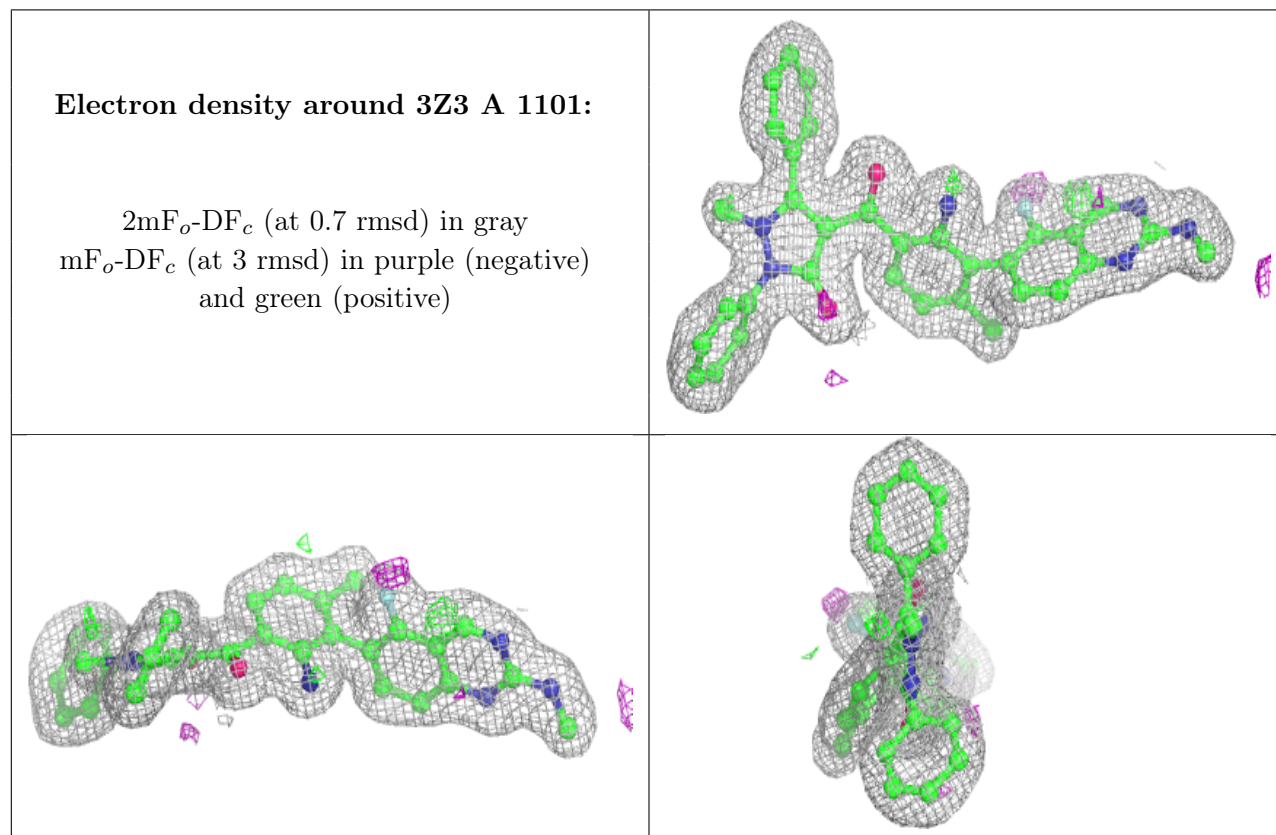 Electron density around 3Z3 A 1101:
2mFo-DFc (at 0.7 rmsd) in gray
mFo-DFc (at 3 rmsd) in purple (negative)
and green (positive)